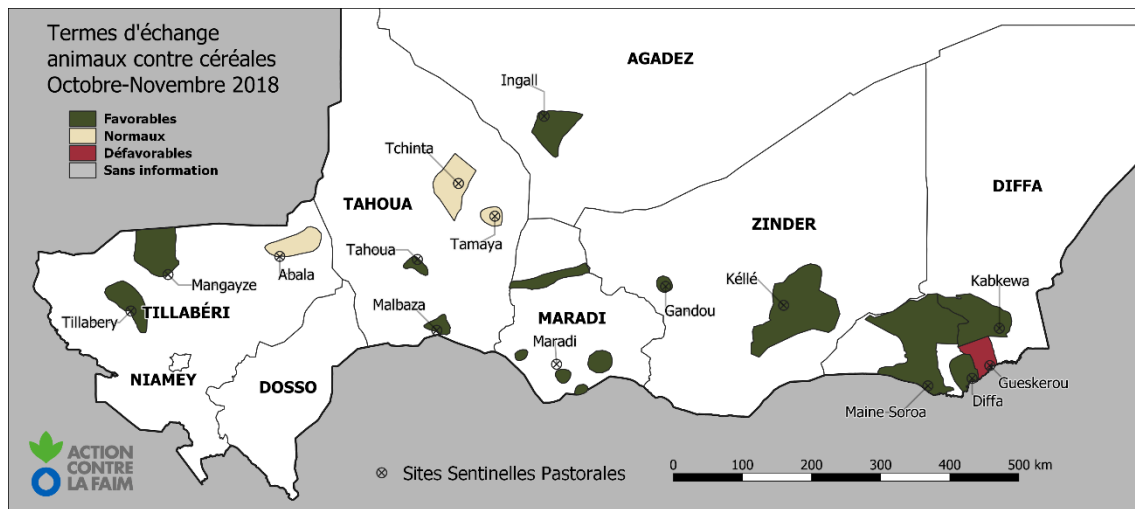 Termes d'échange
animaux contre céréales
Octobre-Novembre 2018
Favorables
Normaux
Défavorables
Sans information
AGADEZ
Ingall
Tchinta
DIFFA
TAHOUA
ZINDER
Tamaya
Tahoua
Abala
Mangayze
Kéllé
Kabkewa
Gandou
Malbaza
TILLABÉRI
Tillabery
MARADI
Maradi
Gueskerou
NIAMEY
DOSSO
Diffa
Maine-Soroa
ACTION
CONTRE
LA FAIM
Sites Sentinelles Pastorales
0 100 200 300 400 500 km